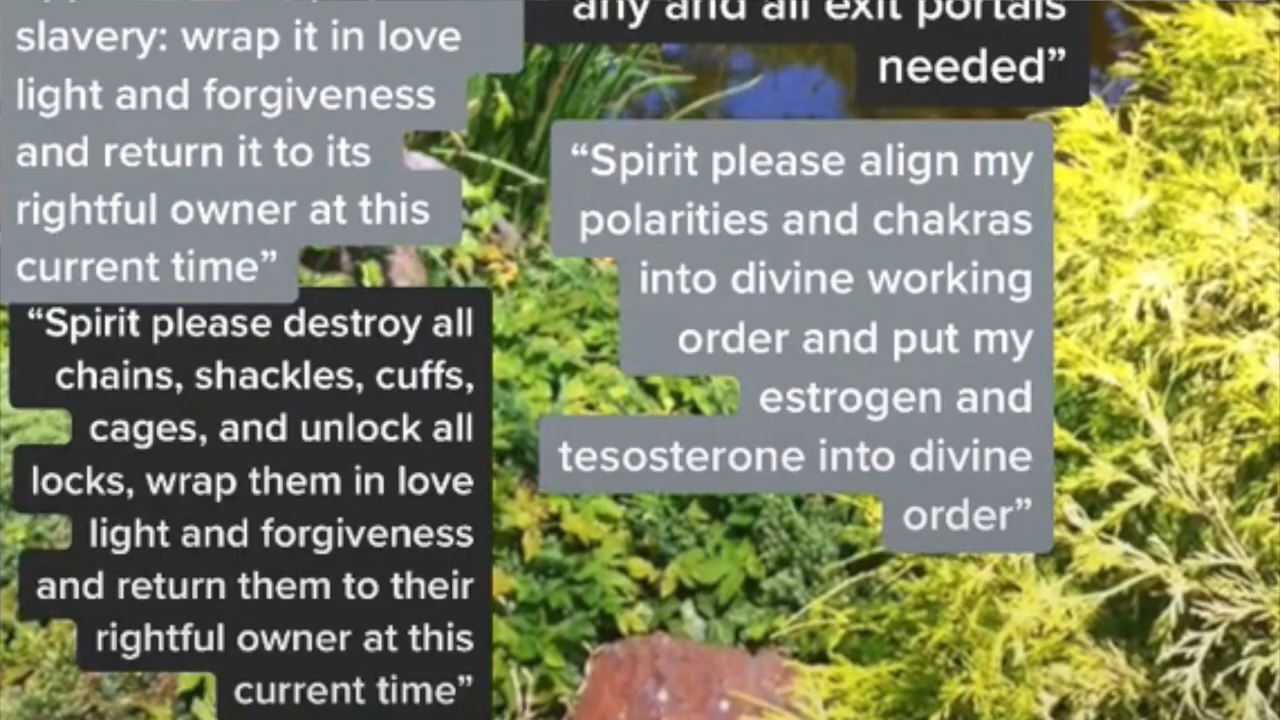 slavery: wrap it in love
light and forgiveness
and return it to its
rightful owner at this
current time”
“Spirit please destroy all
chains, shackles, cuffs,
cages, and unlock all
locks, wrap them in love
light and forgiveness
and return them to their
rightful owner at this
current time”
any and all exit portals
needed”
“Spirit please align my
polarities and chakras
into divine working
order and put my
estrogen and
tesosterone into divine
order”